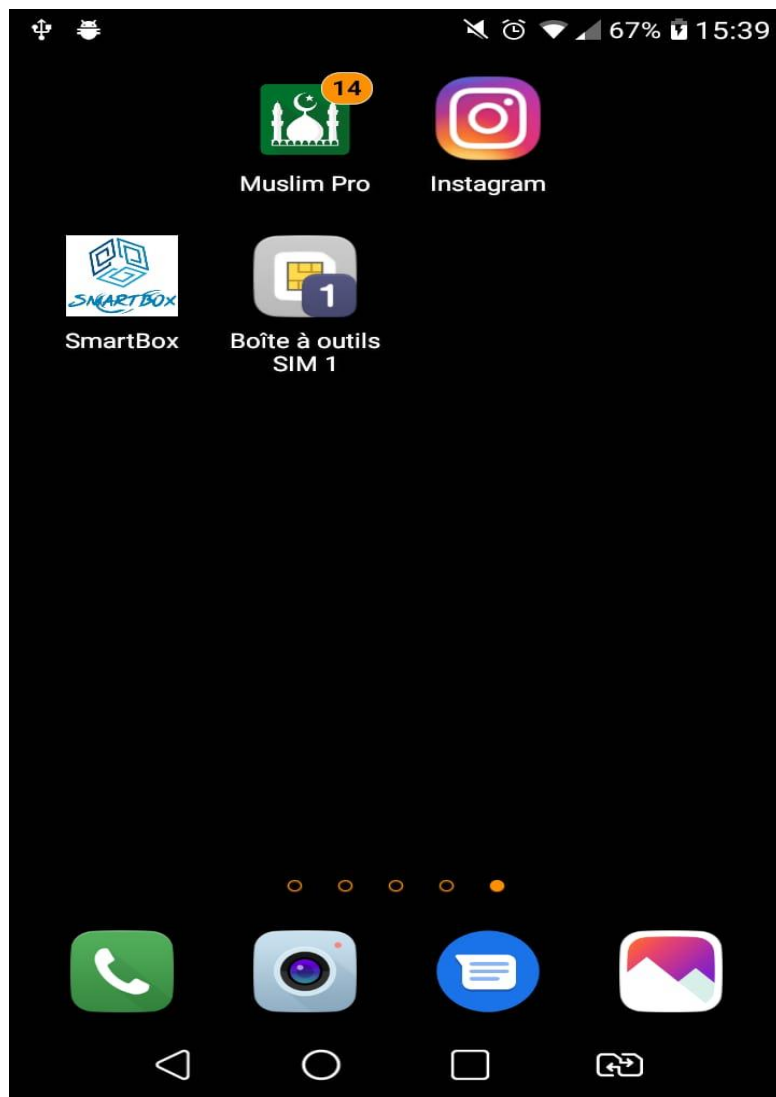 67% 15:39
14
Muslim Pro
Instagram
SMARTBOX
1
SmartBox
Boîte à outils
SIM 1